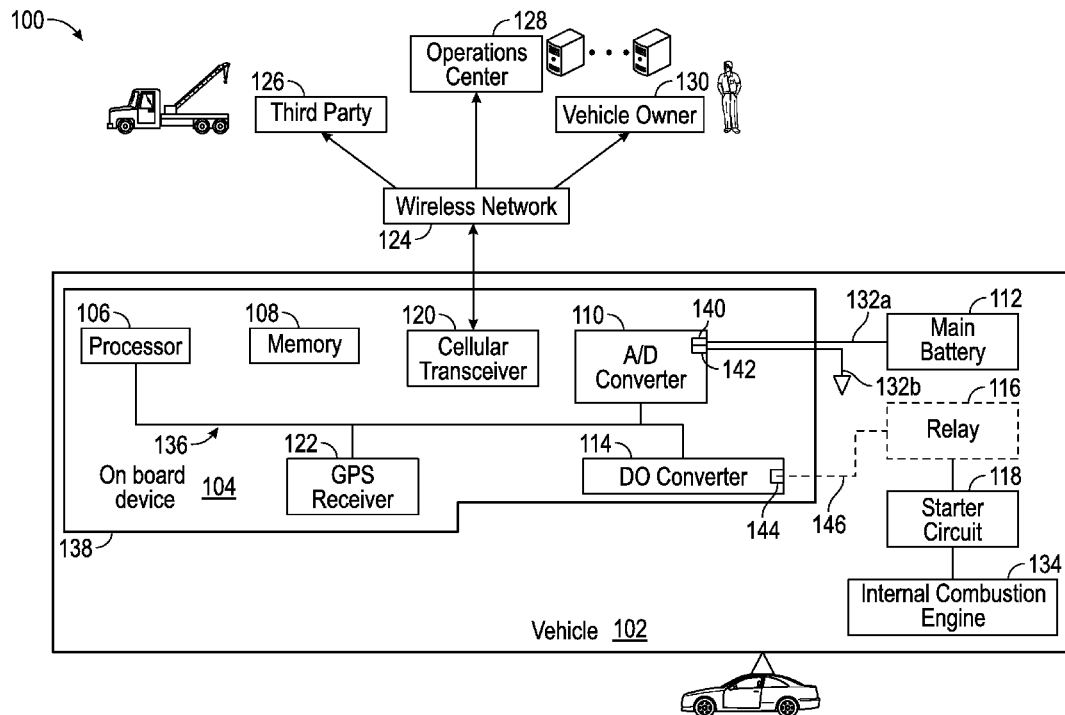 100
128
Operations
Center
126
Third Party
130
Vehicle Owner
Wireless Network
124
106
Processor
108
Memory
120
Cellular
Transceiver
110
A/D
Converter
140
142
132a
112
Main
Battery
132b
116
Relay
136
122
GPS
Receiver
114
DO Converter
On board
device 104
144
146
118
Starter
Circuit
138
134
Internal Combustion
Engine
Vehicle 102